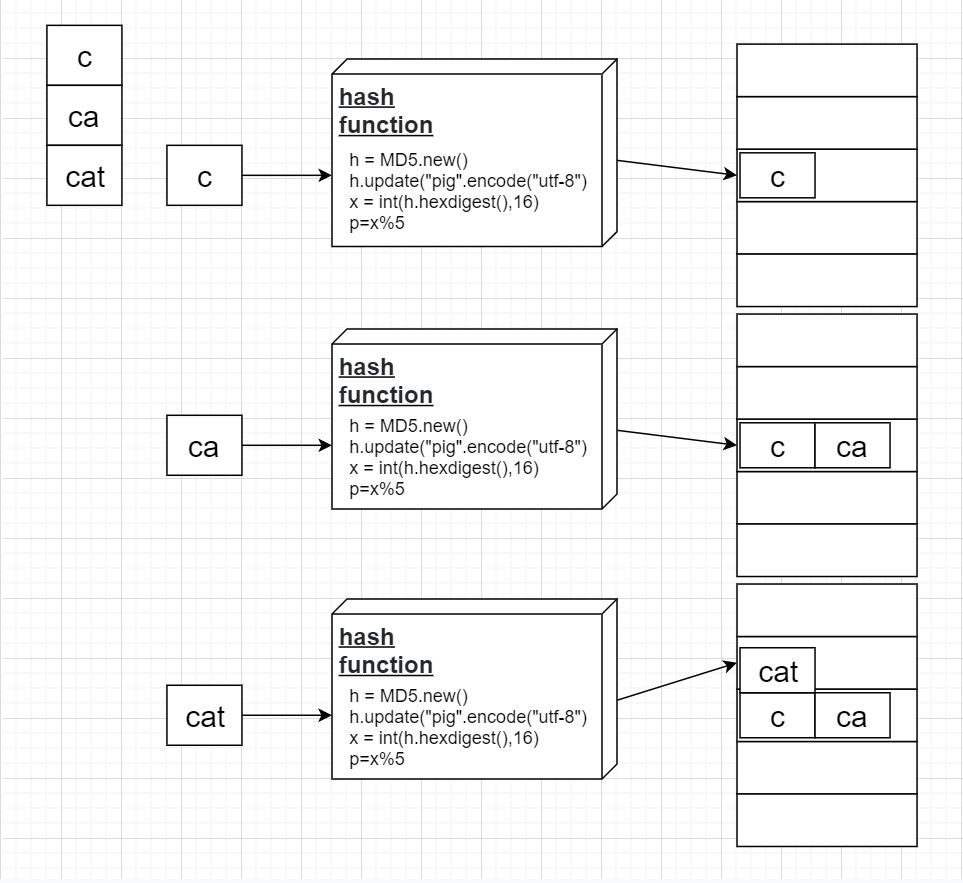 c
ca
cat
c
hash
function
h = MD5.new()
h.update("pig".encode("utf-8")
x = int(h.hexdigest(),16)
p=x%5
c
ca
hash
function
h = MD5.new()
h.update("pig".encode("utf-8")
x = int(h.hexdigest(),16)
p=x%5
c ca
cat
hash
function
h = MD5.new()
h.update("pig".encode("utf-8")
x = int(h.hexdigest(),16)
p=x%5
cat
c ca